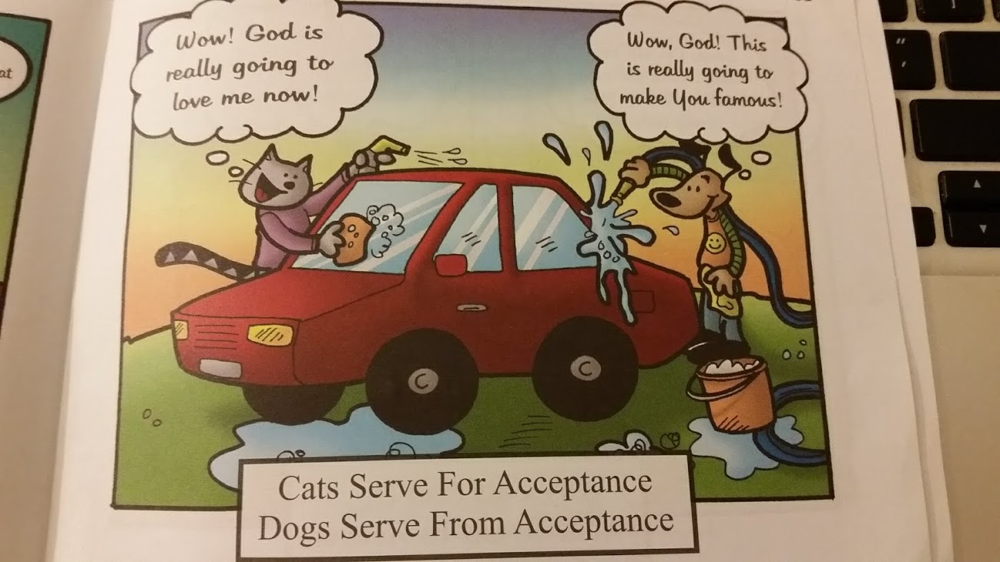 at
Wow! God is
really going to
love me now!
Wow, God! This
is really going to
make You famous!
C
C
Cats Serve For Acceptance
Dogs Serve From Acceptance